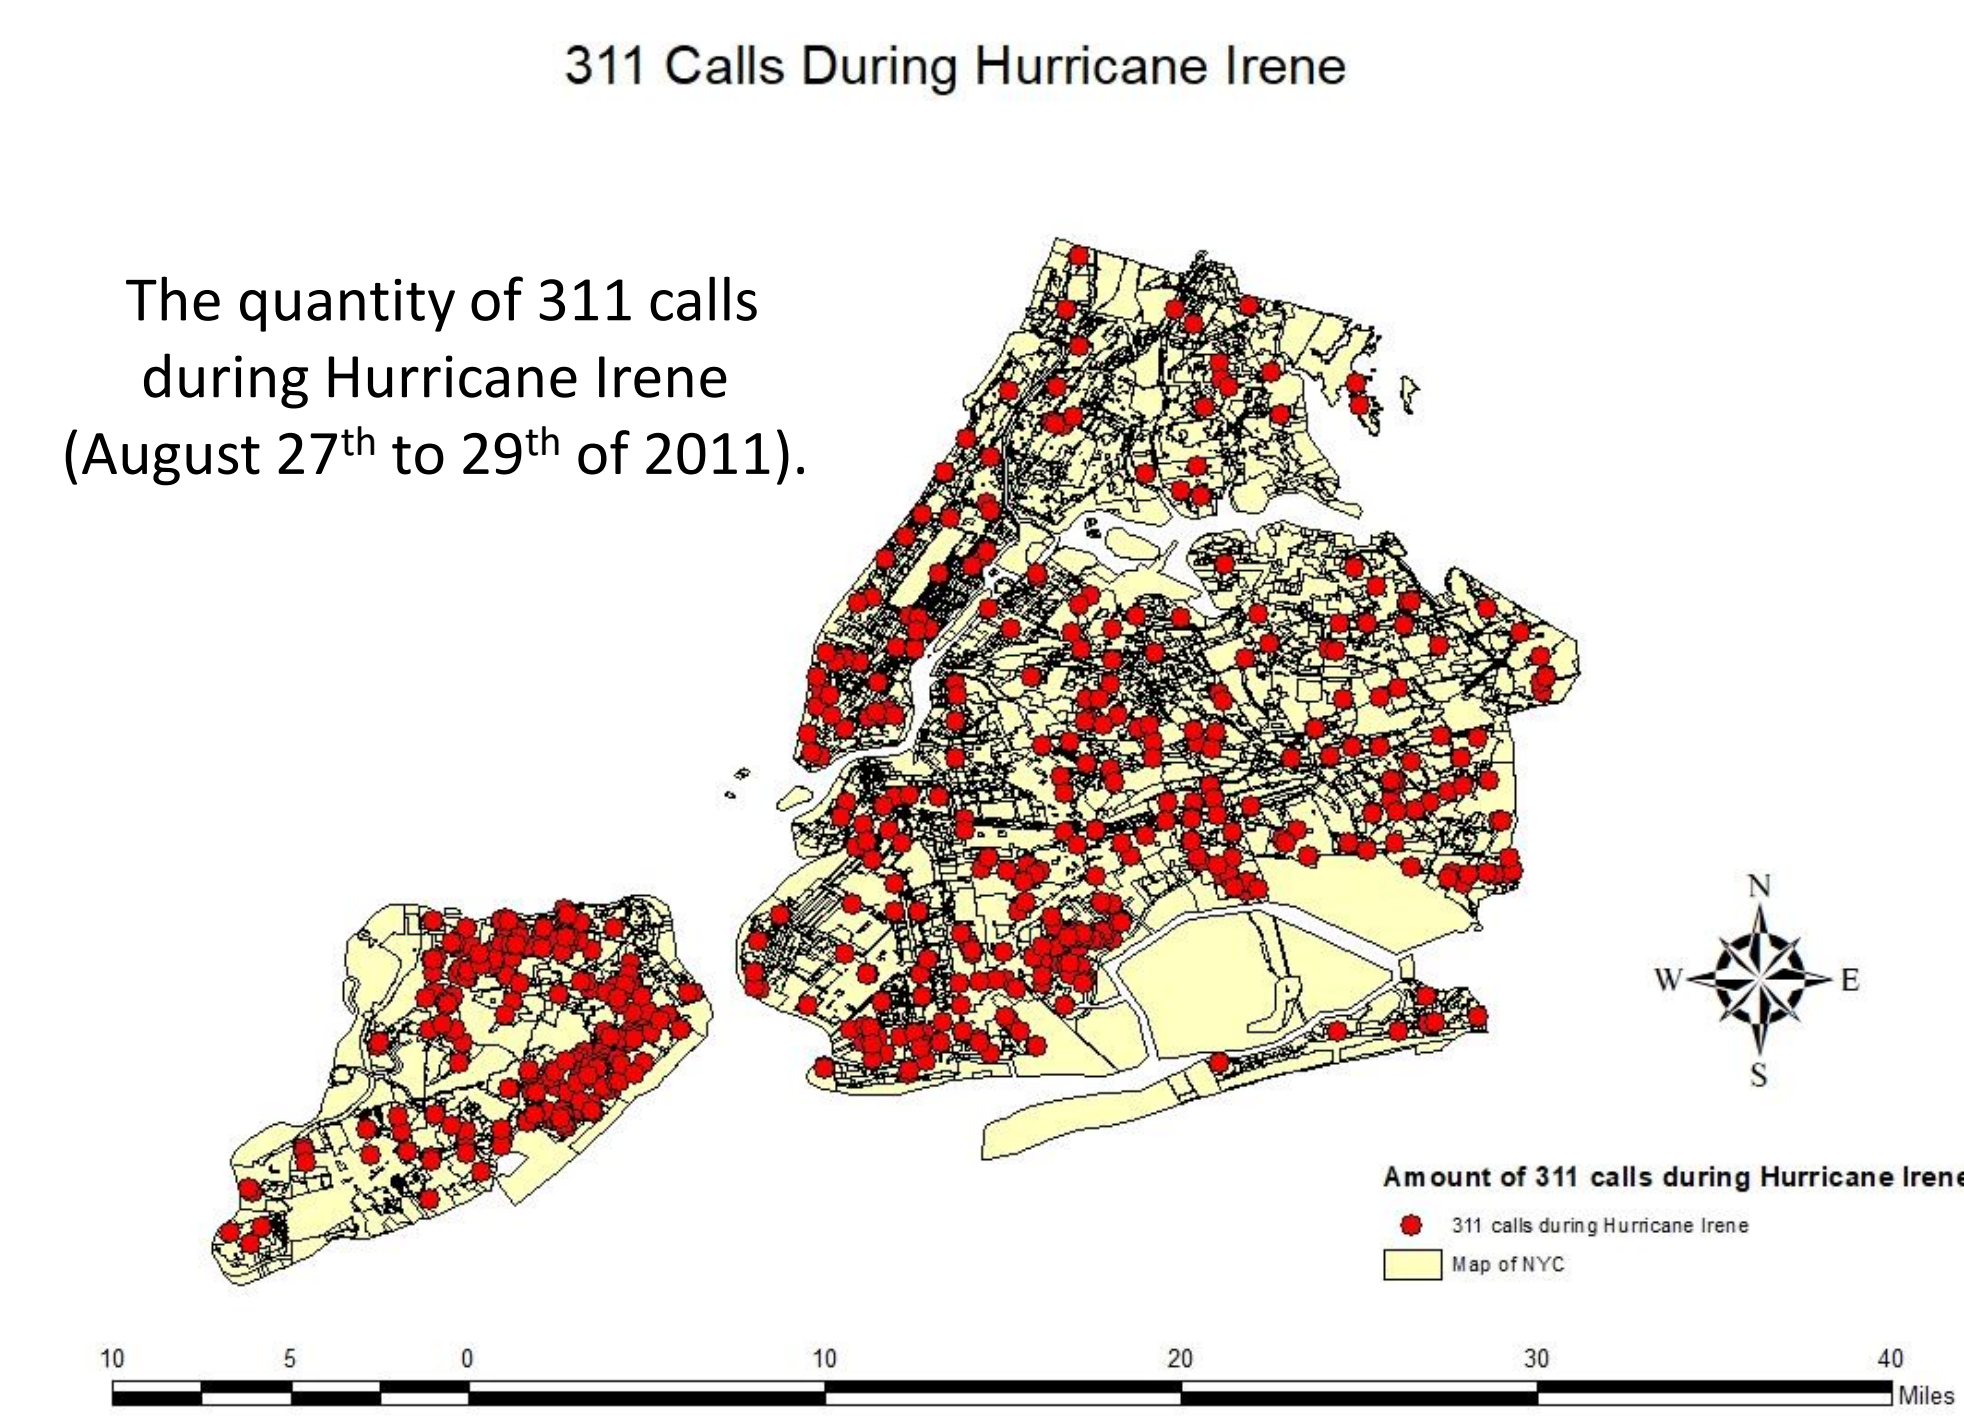 311 Calls During Hurricane Irene
The quantity of 311 calls
during Hurricane Irene
(August 27th to 29th of 2011).
N
W
E
S
Amount of 311 calls during Hurricane Irene
311 calls during Hurricane Irene
Map of NYC
10 5 0 10 20 30 40
Miles